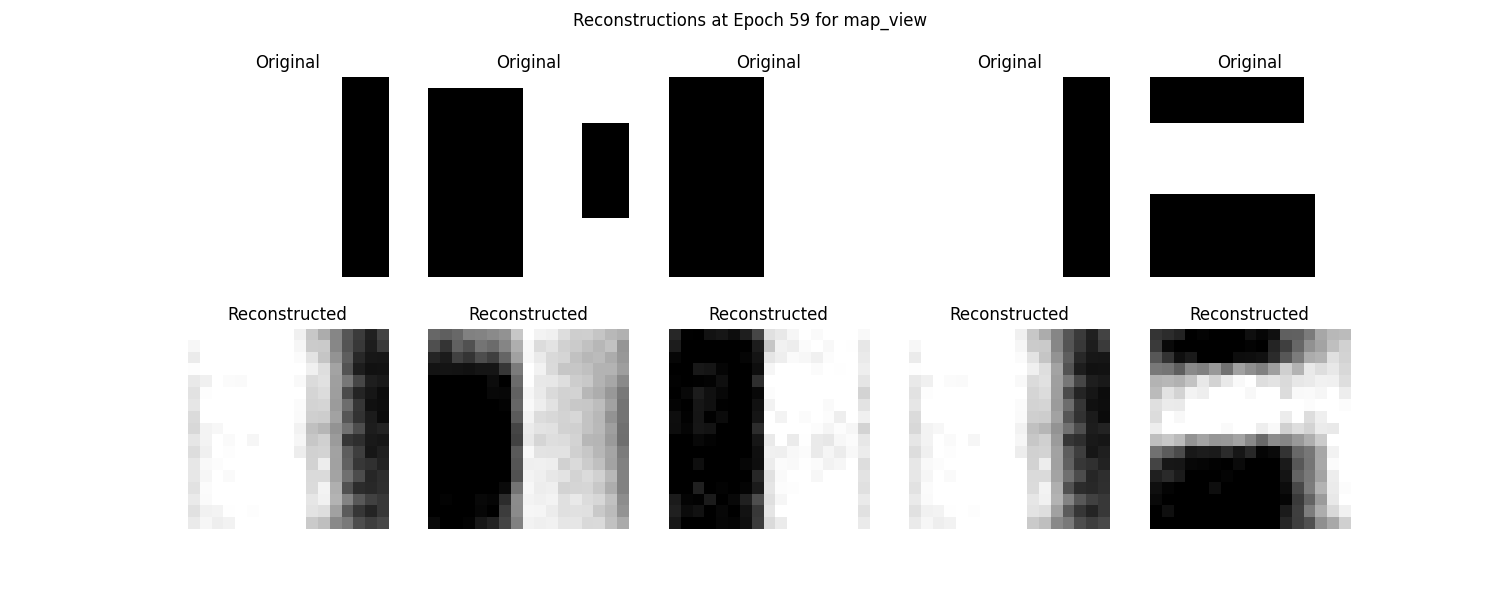 Reconstructions at Epoch 59 for map_view
Original Original Original Original Original
Reconstructed Reconstructed Reconstructed Reconstructed Reconstructed